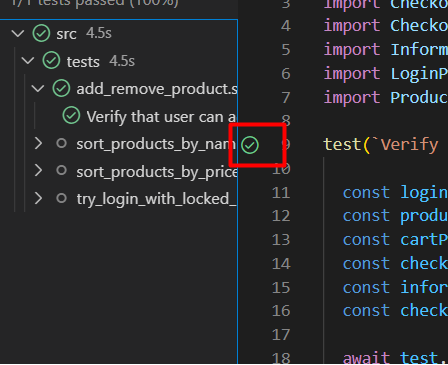 1/1 tests passed (100%)
src 4.5s
tests 4.5s
add_remove_product.s
Verify that user can a
sort_products_by_nam
sort_products_by_price
try_login_with_locked_
3 import Checko
4 import Checko
5 import Inform
6 import LoginP
7 import Produc
8
9 test(`Verify
10
11 const login
12 const produ
13 const cartP
14 const check
15 const infor
16 const check
17
18 await test.